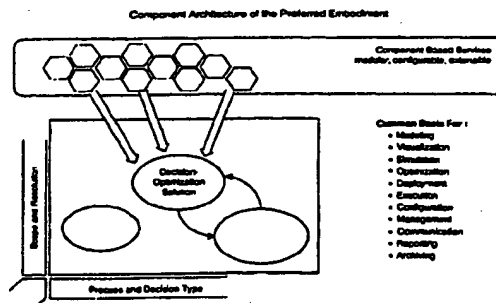 Component Architecture of the Preferred Embodiment
Component Based Services
modular, configurable, extensible
Decision-
Optimization
Solution
Common Basis For :
• Modeling
• Visualization
• Simulation
• Optimization
• Deployment
• Execution
• Configuration
• Management
• Communication
• Reporting
• Archiving
Scope and Resolution
Process and Decision Type